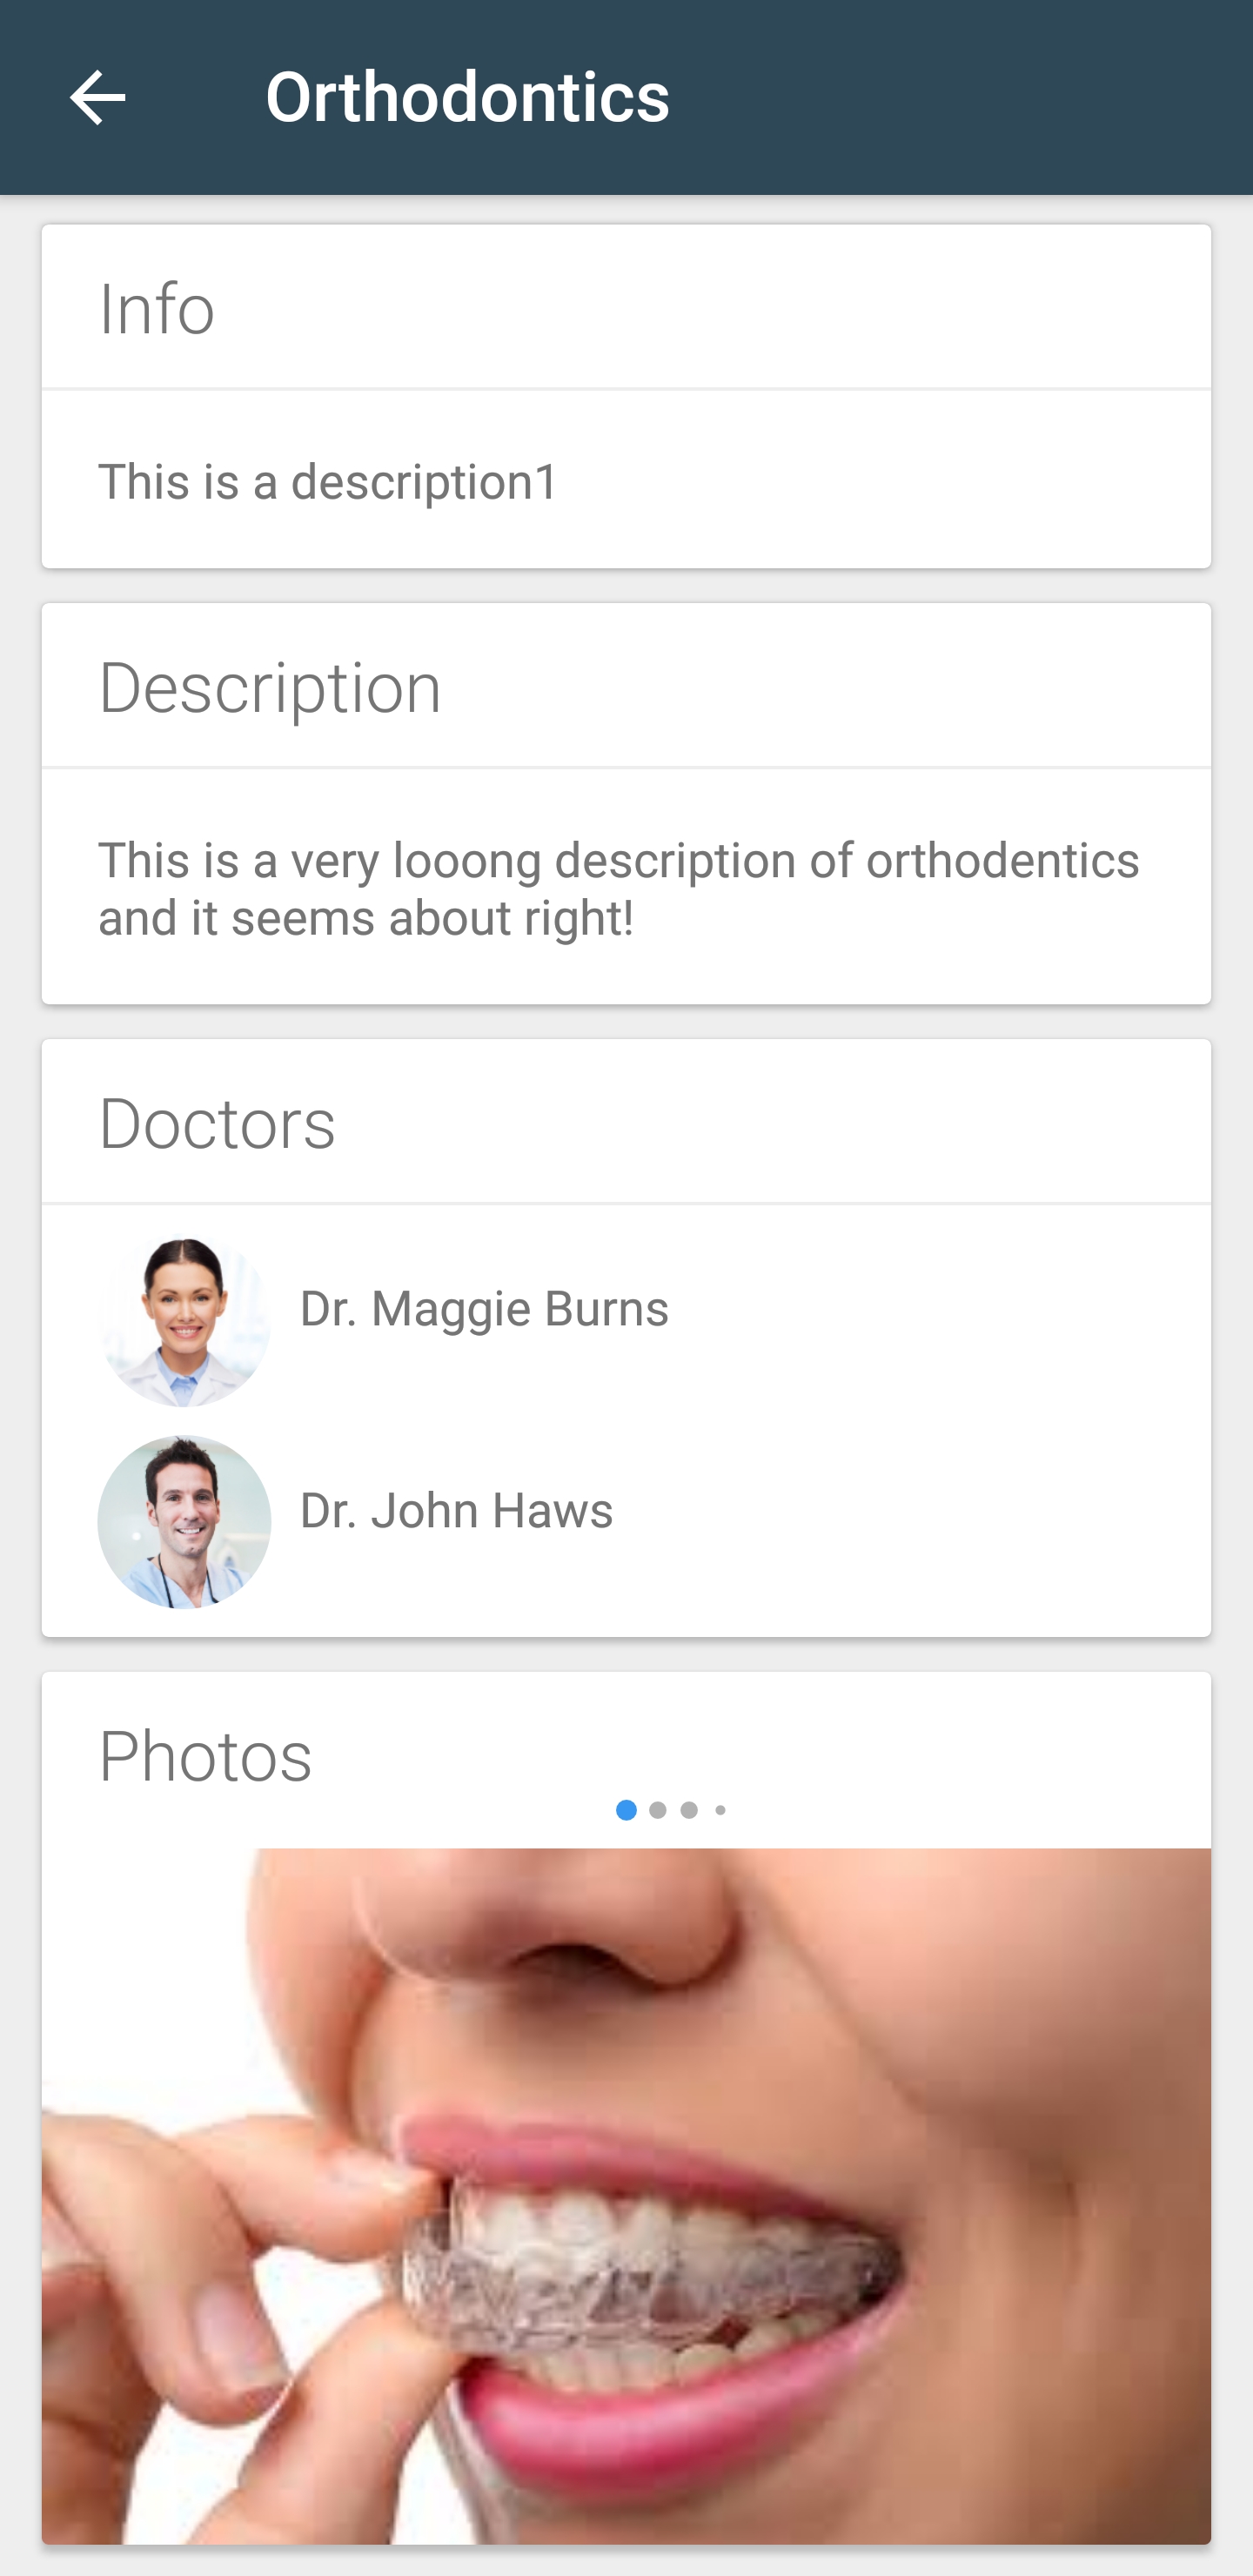 Orthodontics
Info
This is a description1
Description
This is a very looong description of orthodentics
and it seems about right!
Doctors
Dr. Maggie Burns
Dr. John Haws
Photos